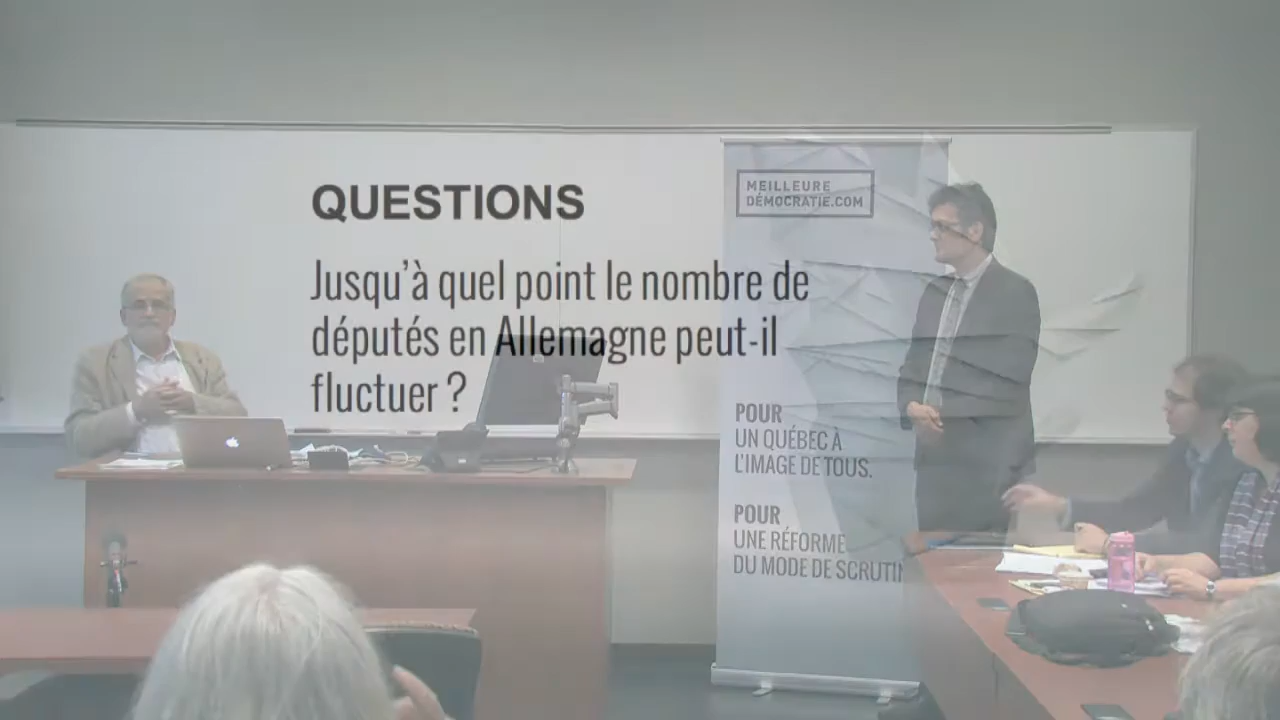 QUESTIONS
Jusqu'à quel point le nombre de
députés en Allemagne peut-il
fluctuer ?
MEILLEURE
DÉMOCRATIE.COM
POUR
UN QUÉBEC À
L'IMAGE DE TOUS.
POUR
UNE RÉFORME
DU MODE DE SCRUTIN